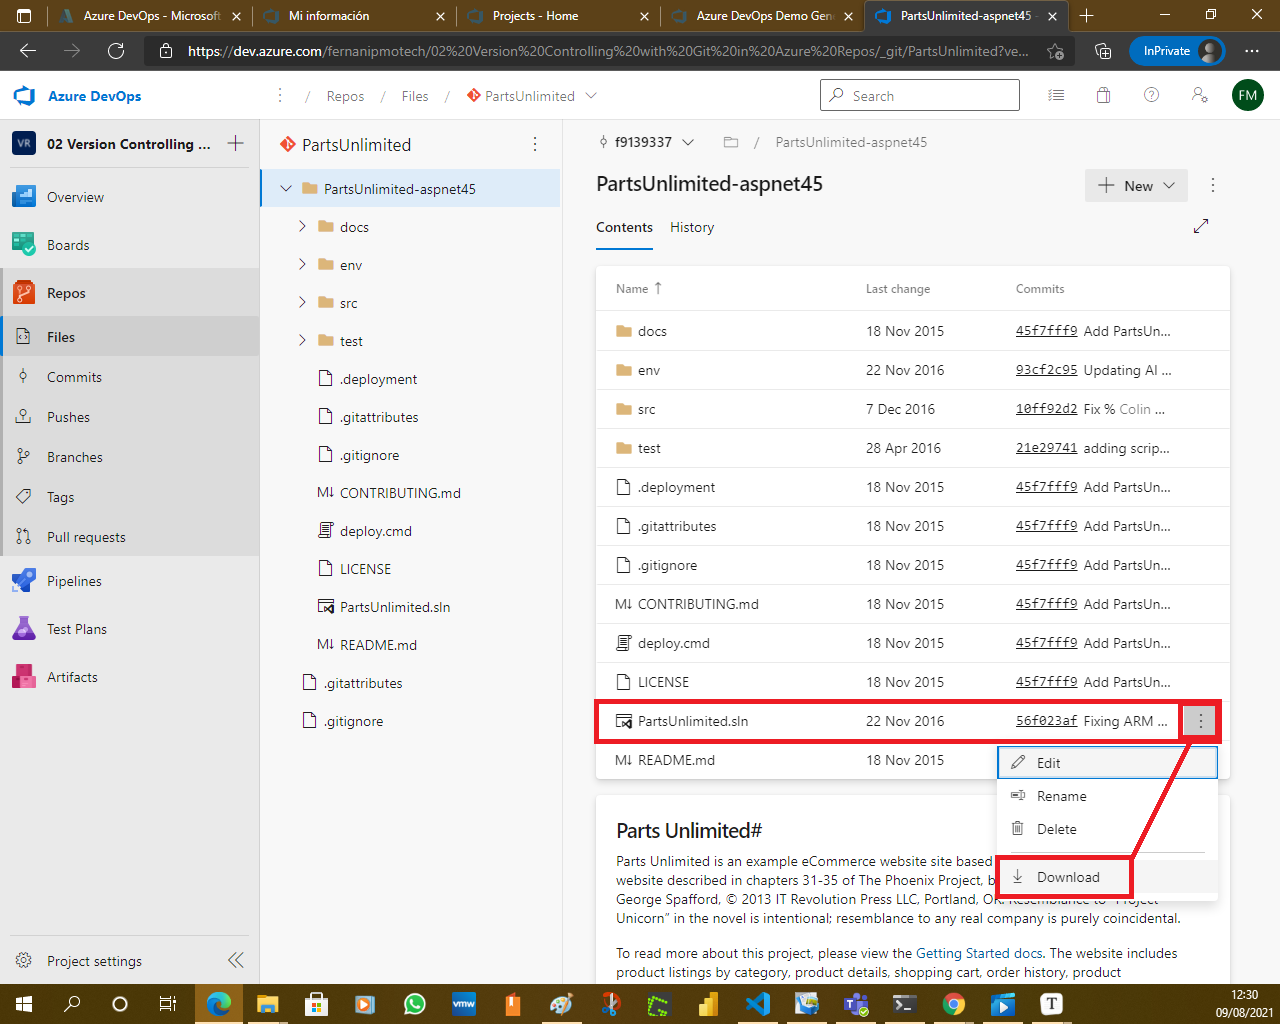 Azure DevOps - Microsoft
Mi información
Projects - Home
Azure DevOps Demo Gene
PartsUnlimited-aspnet45 -
https://dev.azure.com/fernanipmotech/02%20Version%20Controlling%20with%20Git%20in%20Azure%20Repos/_git/PartsUnlimited?ve...
InPrivate
Azure DevOps
/ Repos / Files / PartsUnlimited
Search
FM
VR 02 Version Controlling ...
Overview
Boards
Repos
Files
Commits
Pushes
Branches
Tags
Pull requests
Pipelines
Test Plans
Artifacts
Project settings
PartsUnlimited
PartsUnlimited-aspnet45
docs
env
src
test
.deployment
.gitattributes
.gitignore
M↓ CONTRIBUTING.md
deploy.cmd
LICENSE
PartsUnlimited.sln
M↓ README.md
.gitattributes
.gitignore
f9139337 / PartsUnlimited-aspnet45
PartsUnlimited-aspnet45
New
Contents History
Name ↑ Last change Commits
docs 18 Nov 2015 45f7fff9 Add PartsUn...
env 22 Nov 2016 93cf2c95 Updating AI ...
src 7 Dec 2016 10ff92d2 Fix % Colin ...
test 28 Apr 2016 21e29741 adding scrip...
.deployment 18 Nov 2015 45f7fff9 Add PartsUn...
.gitattributes 18 Nov 2015 45f7fff9 Add PartsUn...
.gitignore 18 Nov 2015 45f7fff9 Add PartsUn...
M↓ CONTRIBUTING.md 18 Nov 2015 45f7fff9 Add PartsUn...
deploy.cmd 18 Nov 2015 45f7fff9 Add PartsUn...
LICENSE 18 Nov 2015 45f7fff9 Add PartsUn...
PartsUnlimited.sln 22 Nov 2016 56f023af Fixing ARM ...
M↓ README.md 18 Nov 2015
Edit
Rename
Delete
Download
Parts Unlimited#
Parts Unlimited is an example eCommerce website site based
website described in chapters 31-35 of The Phoenix Project, b
George Spafford, © 2013 IT Revolution Press LLC, Portland, OR. Resemblance to "Project
Unicorn" in the novel is intentional; resemblance to any real company is purely coincidental.
To read more about this project, please view the Getting Started docs. The website includes
product listings by category, product details, shopping cart, order history, product
vmw
T
12:30
09/08/2021